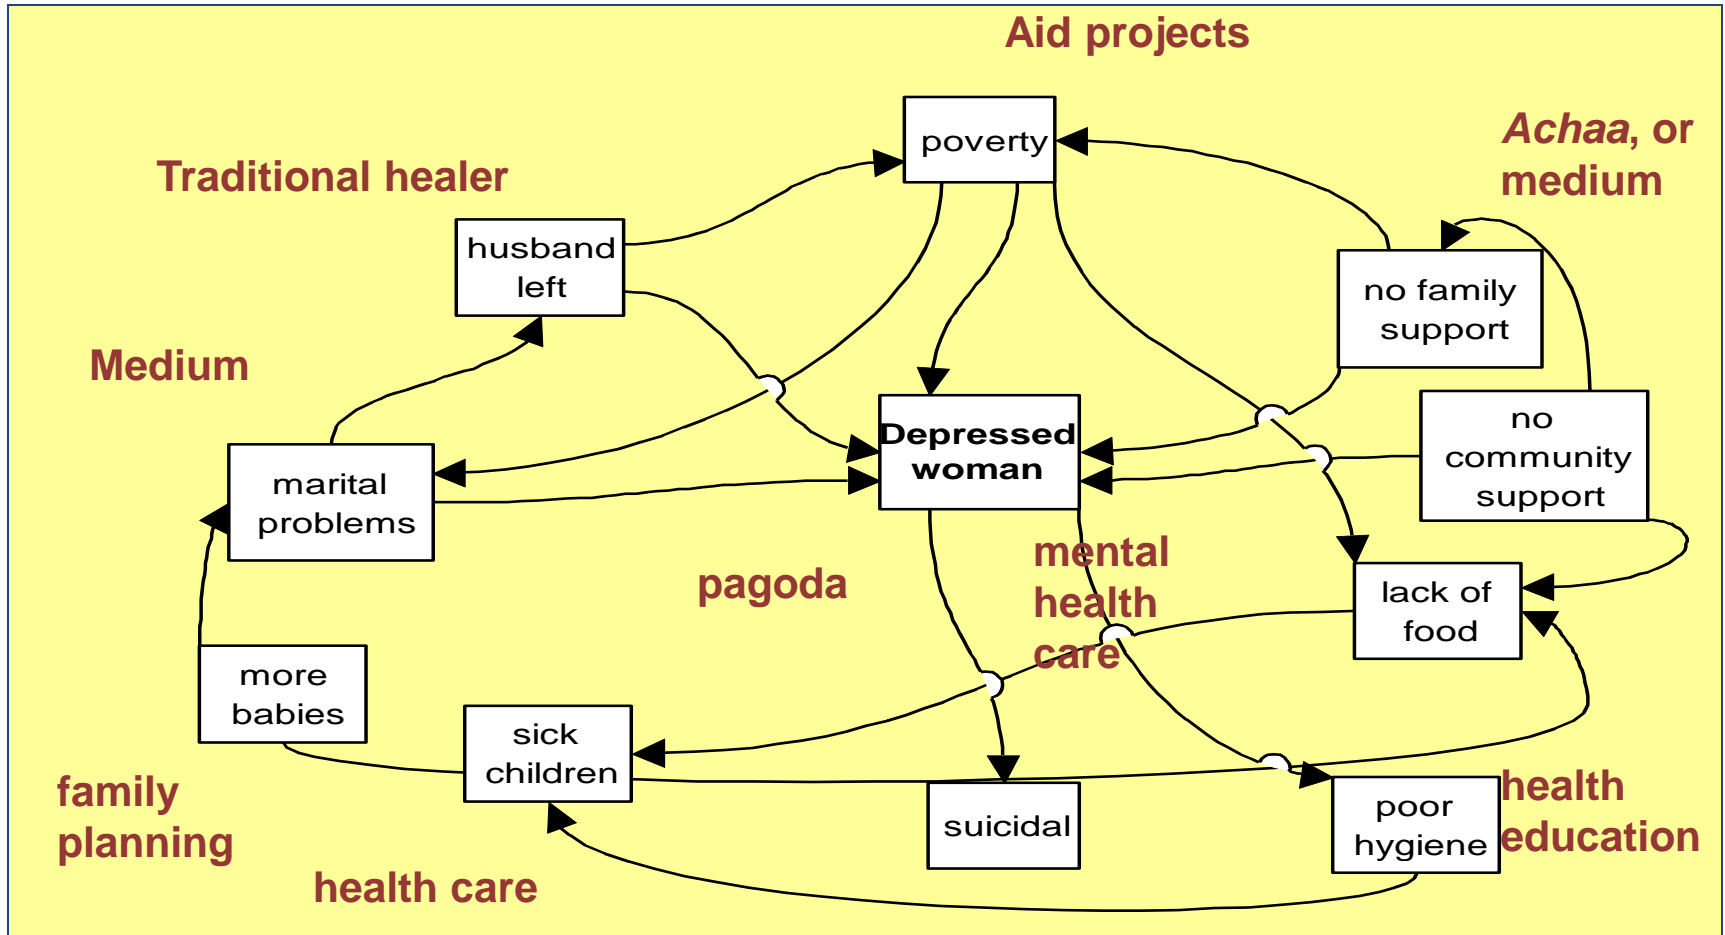 Aid projects
poverty
Achaa, or
medium
Traditional healer
husband
left
no family
support
Medium
Depressed
woman
no
community
support
marital
problems
mental
health
care
pagoda
lack of
food
more
babies
sick
children
suicidal
poor
hygiene
health
education
family
planning
health care